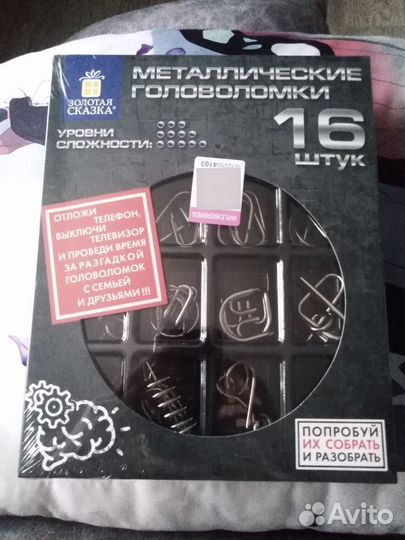 ЗОЛОТАЯ
СКАЗКА®
МЕТАЛЛИЧЕСКИЕ
ГОЛОВОЛОМКИ
УРОВНИ
СЛОЖНОСТИ:
16
ШТУК
WILDBERRIES
ОТЛОЖИ ТЕЛЕФОН,
ВЫКЛЮЧИ ТЕЛЕВИЗОР
И ПРОВЕДИ ВРЕМЯ
ЗА РАЗГАДКОЙ
ГОЛОВОЛОМОК
С СЕМЬЕЙ
И ДРУЗЬЯМИ!!!
ПОПРОБУЙ
ИХ СОБРАТЬ
И РАЗОБРАТЬ
Avito